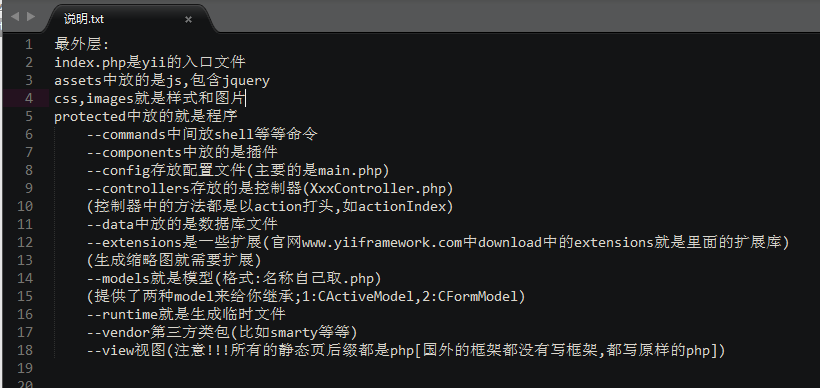 说明.txt
1 最外层:
2 index.php是yii的入口文件
3 assets中放的是js,包含jquery
4 css,images就是样式和图片
5 protected中放的就是程序
6 --commands中间放shell等等命令
7 --components中放的是插件
8 --config存放配置文件(主要的是main.php)
9 --controllers存放的是控制器(XxxController.php)
10 (控制器中的方法都是以action打头,如actionIndex)
11 --data中放的是数据库文件
12 --extensions是一些扩展(官网www.yiiframework.com中download中的extensions就是里面的扩展库)
13 (生成缩略图就需要扩展)
14 --models就是模型(格式:名称自己取.php)
15 (提供了两种model来给你继承;1:CActiveModel,2:CFormModel)
16 --runtime就是生成临时文件
17 --vendor第三方类包(比如smarty等等)
18 --view视图(注意!!!所有的静态页后缀都是php[国外的框架都没有写框架,都写原样的php])
19
20